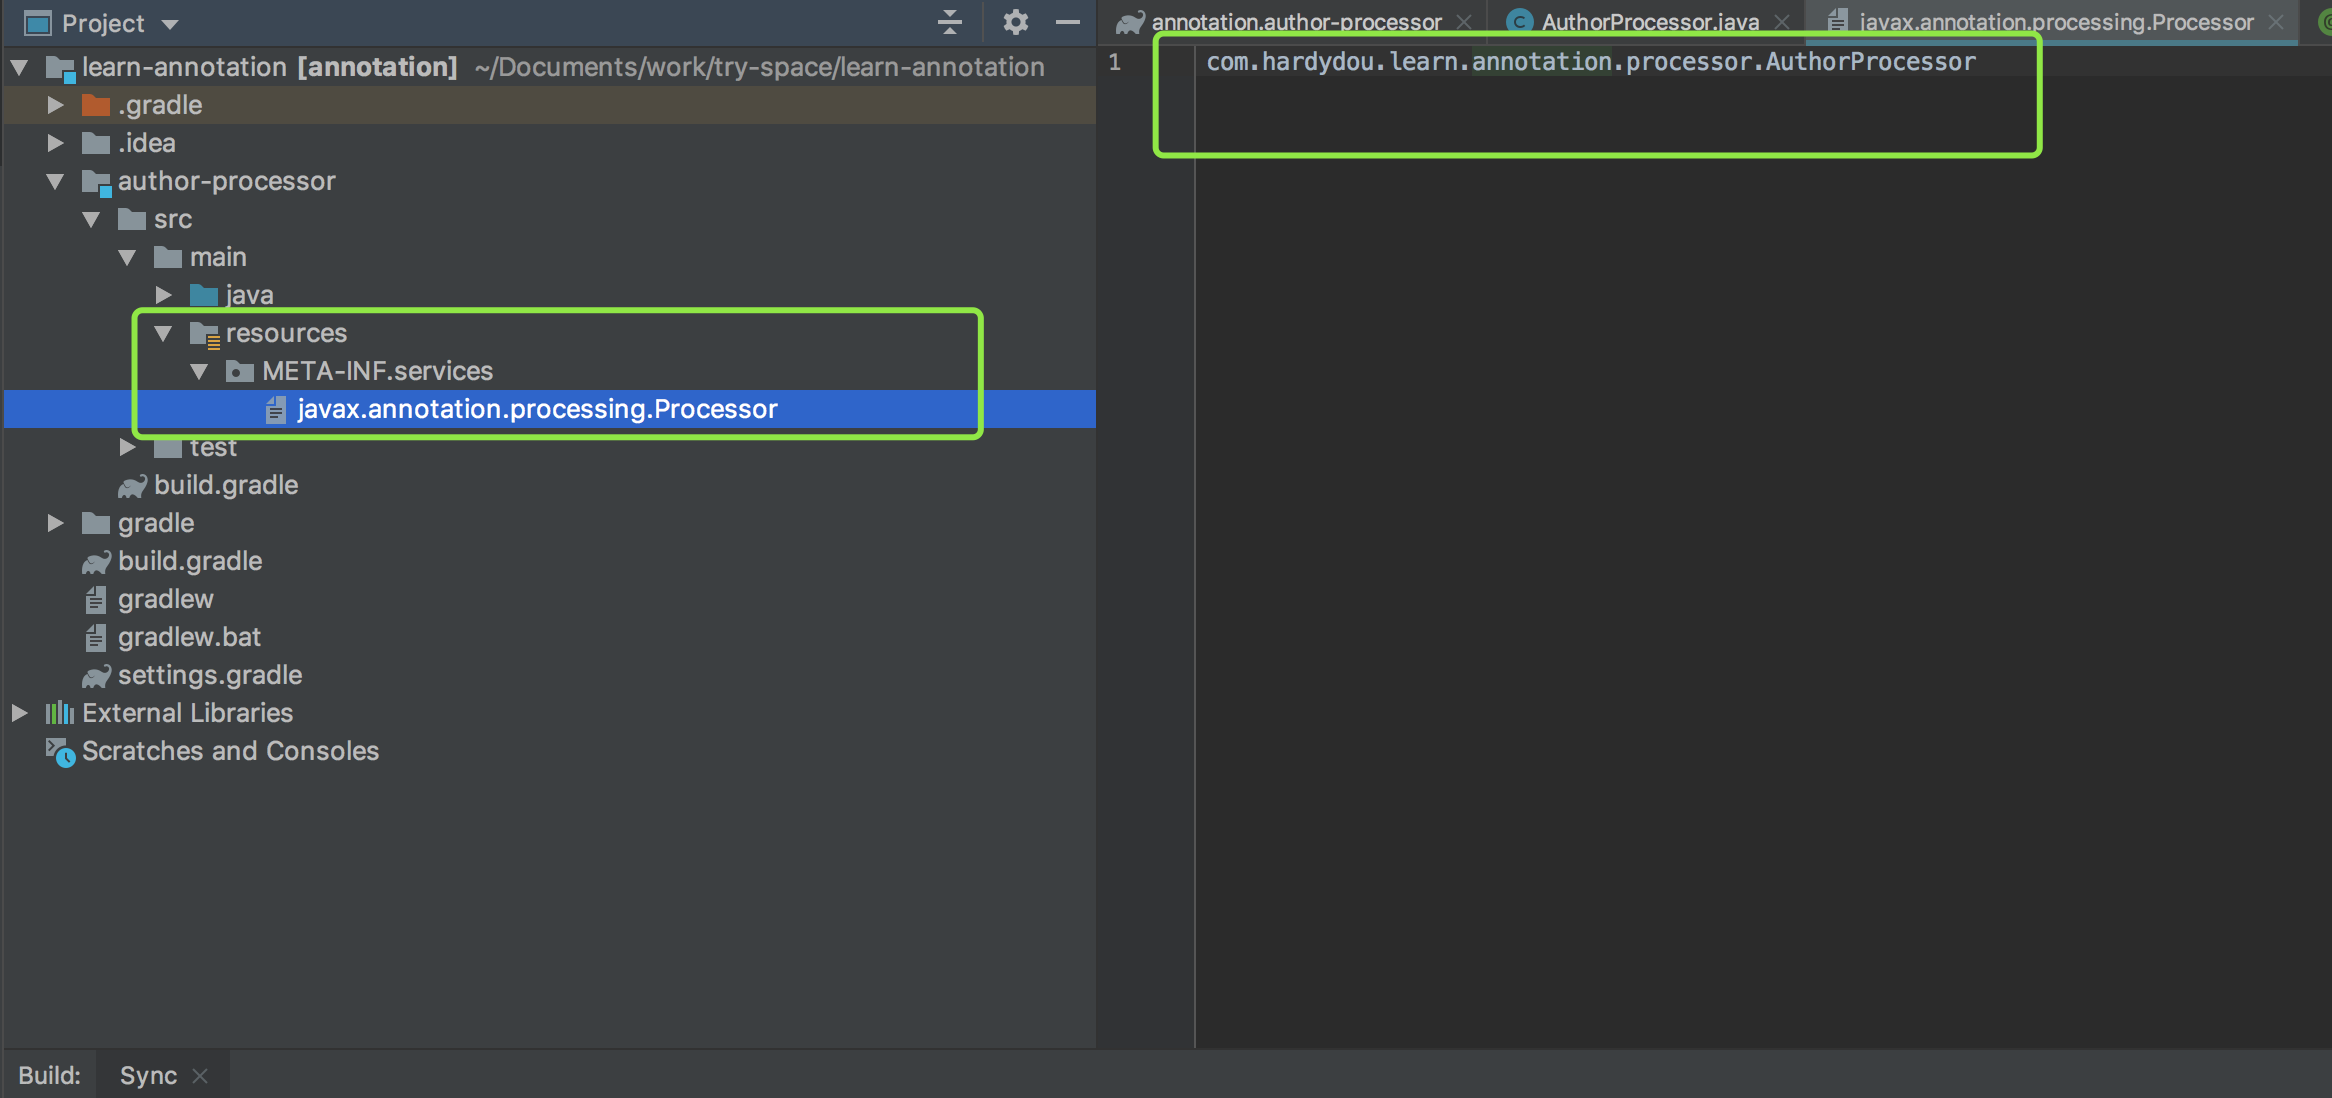 Project
learn-annotation [annotation] ~/Documents/work/try-space/learn-annotation
.gradle
.idea
author-processor
src
main
java
resources
META-INF.services
javax.annotation.processing.Processor
test
build.gradle
gradle
build.gradle
gradlew
gradlew.bat
settings.gradle
External Libraries
Scratches and Consoles
annotation.author-processor AuthorProcessor.java javax.annotation.processing.Processor
1 com.hardydou.learn.annotation.processor.AuthorProcessor
Build: Sync